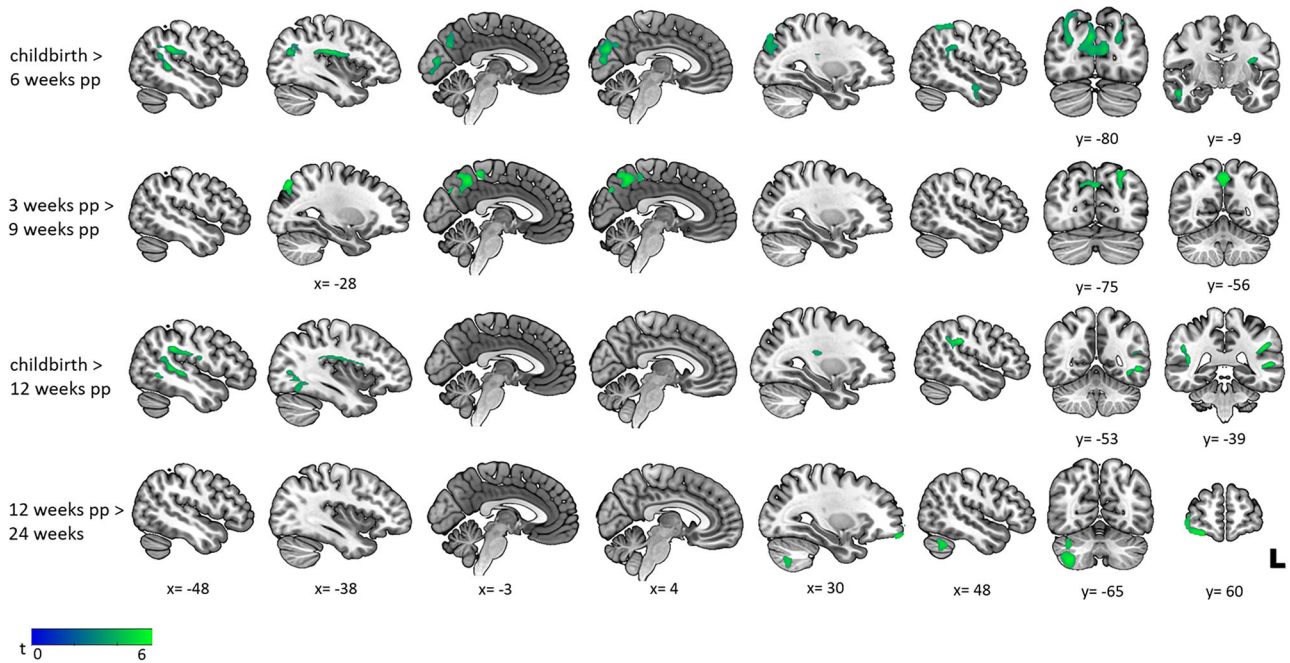 childbirth >
6 weeks pp
y= -80
y= -9
3 weeks pp >
9 weeks pp
x= -28
y= -75
y= -56
childbirth >
12 weeks pp
y= -53
y= -39
12 weeks pp >
24 weeks
L
x= -48
x= -38
x= -3
x= 4
x= 30
x= 48
y= -65
y= 60
t 0 6